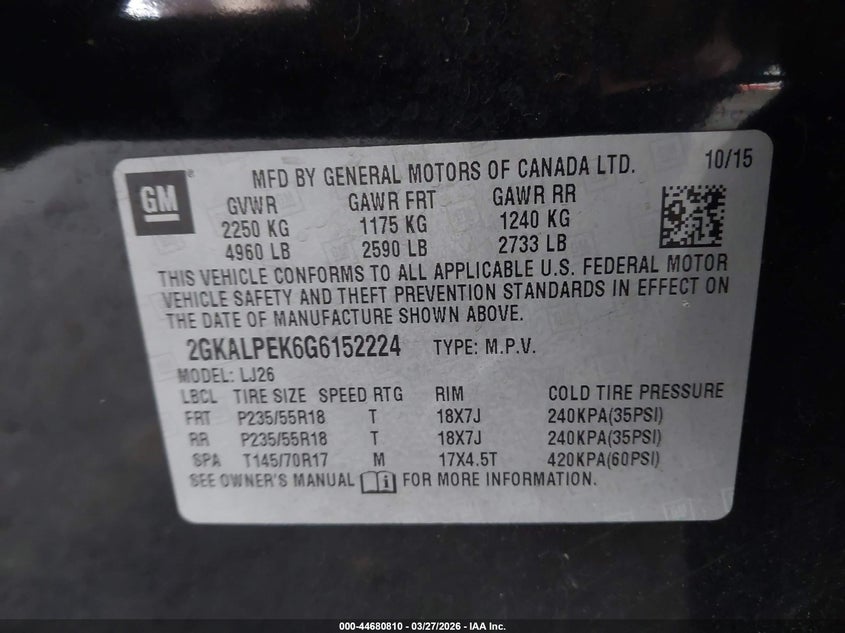 GM
MFD BY GENERAL MOTORS OF CANADA LTD. 10/15
GVWR GAWR FRT GAWR RR
2250 KG 1175 KG 1240 KG
4960 LB 2590 LB 2733 LB
THIS VEHICLE CONFORMS TO ALL APPLICABLE U.S. FEDERAL MOTOR
VEHICLE SAFETY AND THEFT PREVENTION STANDARDS IN EFFECT ON
THE DATE OF MANUFACTURE SHOWN ABOVE.
2GKALPEK6G6152224 TYPE: M.P.V.
MODEL: LJ26
LBCL TIRE SIZE SPEED RTG RIM COLD TIRE PRESSURE
FRT P235/55R18 T 18X7J 240KPA(35PSI)
RR P235/55R18 T 18X7J 240KPA(35PSI)
SPA T145/70R17 M 17X4.5T 420KPA(60PSI)
SEE OWNER'S MANUAL i FOR MORE INFORMATION.
000-44680810 - 03/27/2026 - IAA Inc.